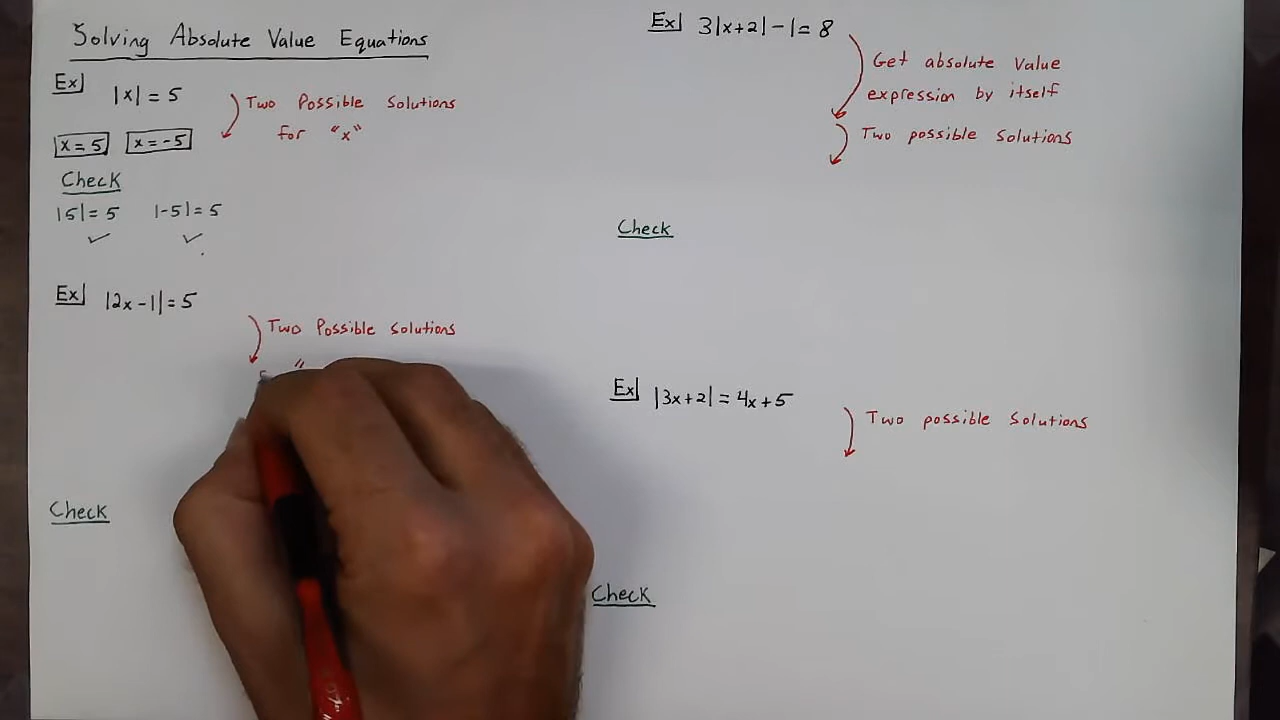 Solving Absolute Value Equations
Ex |x| = 5
Two Possible Solutions
for "x"
x = 5 x = -5
Check
|5| = 5 |-5| = 5
Ex |2x - 1| = 5
Two Possible Solutions
Check
Ex 3|x+2| - 1 = 8
Get absolute value
expression by itself
Two possible solutions
Check
Ex |3x+2| = 4x+5
Two possible solutions
Check